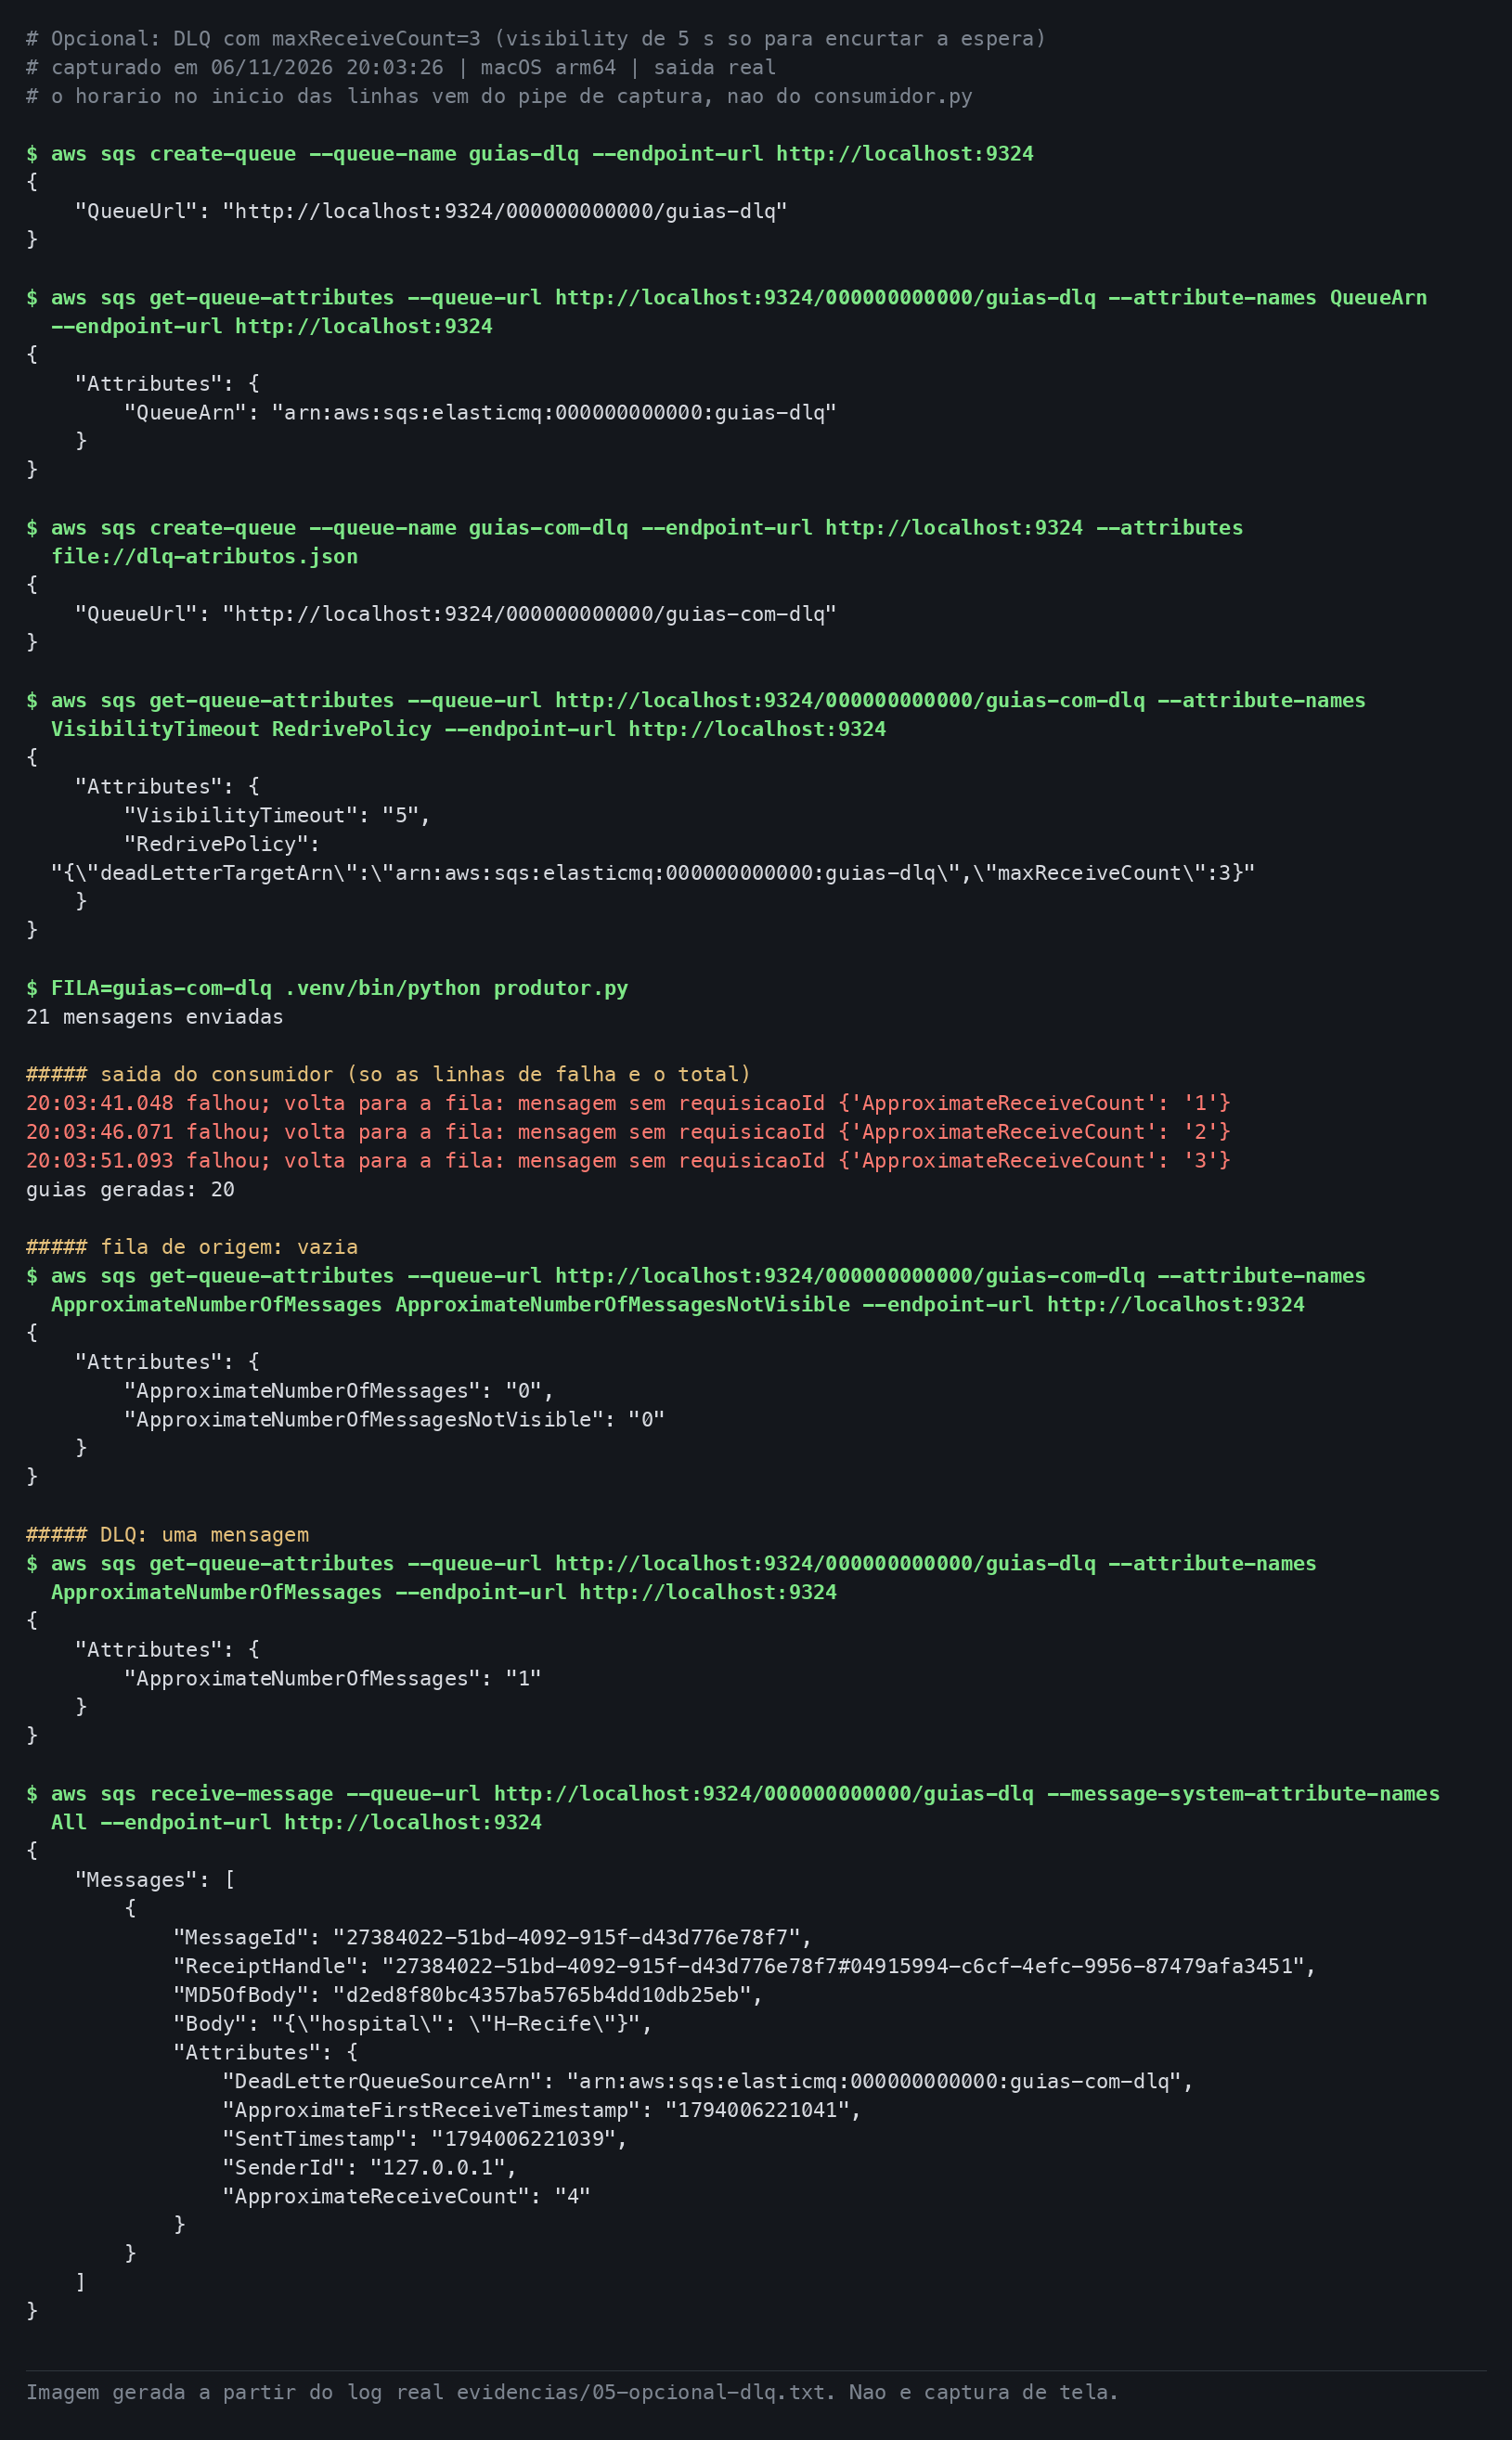 # Opcional: DLQ com maxReceiveCount=3 (visibility de 5 s so para encurtar a espera)
# capturado em 06/11/2026 20:03:26 | macOS arm64 | saida real
# o horario no inicio das linhas vem do pipe de captura, nao do consumidor.py

$ aws sqs create-queue --queue-name guias-dlq --endpoint-url http://localhost:9324
{
    "QueueUrl": "http://localhost:9324/000000000000/guias-dlq"
}

$ aws sqs get-queue-attributes --queue-url http://localhost:9324/000000000000/guias-dlq --attribute-names QueueArn
  --endpoint-url http://localhost:9324
{
    "Attributes": {
        "QueueArn": "arn:aws:sqs:elasticmq:000000000000:guias-dlq"
    }
}

$ aws sqs create-queue --queue-name guias-com-dlq --endpoint-url http://localhost:9324 --attributes
  file://dlq-atributos.json
{
    "QueueUrl": "http://localhost:9324/000000000000/guias-com-dlq"
}

$ aws sqs get-queue-attributes --queue-url http://localhost:9324/000000000000/guias-com-dlq --attribute-names
  VisibilityTimeout RedrivePolicy --endpoint-url http://localhost:9324
{
    "Attributes": {
        "VisibilityTimeout": "5",
        "RedrivePolicy":
  "{\"deadLetterTargetArn\":\"arn:aws:sqs:elasticmq:000000000000:guias-dlq\",\"maxReceiveCount\":3}"
    }
}

$ FILA=guias-com-dlq .venv/bin/python produtor.py
21 mensagens enviadas

##### saida do consumidor (so as linhas de falha e o total)
20:03:41.048 falhou; volta para a fila: mensagem sem requisicaoId {'ApproximateReceiveCount': '1'}
20:03:46.071 falhou; volta para a fila: mensagem sem requisicaoId {'ApproximateReceiveCount': '2'}
20:03:51.093 falhou; volta para a fila: mensagem sem requisicaoId {'ApproximateReceiveCount': '3'}
guias geradas: 20

##### fila de origem: vazia
$ aws sqs get-queue-attributes --queue-url http://localhost:9324/000000000000/guias-com-dlq --attribute-names
  ApproximateNumberOfMessages ApproximateNumberOfMessagesNotVisible --endpoint-url http://localhost:9324
{
    "Attributes": {
        "ApproximateNumberOfMessages": "0",
        "ApproximateNumberOfMessagesNotVisible": "0"
    }
}

##### DLQ: uma mensagem
$ aws sqs get-queue-attributes --queue-url http://localhost:9324/000000000000/guias-dlq --attribute-names
  ApproximateNumberOfMessages --endpoint-url http://localhost:9324
{
    "Attributes": {
        "ApproximateNumberOfMessages": "1"
    }
}

$ aws sqs receive-message --queue-url http://localhost:9324/000000000000/guias-dlq --message-system-attribute-names
  All --endpoint-url http://localhost:9324
{
    "Messages": [
        {
            "MessageId": "27384022-51bd-4092-915f-d43d776e78f7",
            "ReceiptHandle": "27384022-51bd-4092-915f-d43d776e78f7#04915994-c6cf-4efc-9956-87479afa3451",
            "MD5OfBody": "d2ed8f80bc4357ba5765b4dd10db25eb",
            "Body": "{\"hospital\": \"H-Recife\"}",
            "Attributes": {
                "DeadLetterQueueSourceArn": "arn:aws:sqs:elasticmq:000000000000:guias-com-dlq",
                "ApproximateFirstReceiveTimestamp": "1794006221041",
                "SentTimestamp": "1794006221039",
                "SenderId": "127.0.0.1",
                "ApproximateReceiveCount": "4"
            }
        }
    ]
}

Imagem gerada a partir do log real evidencias/05-opcional-dlq.txt. Nao e captura de tela.